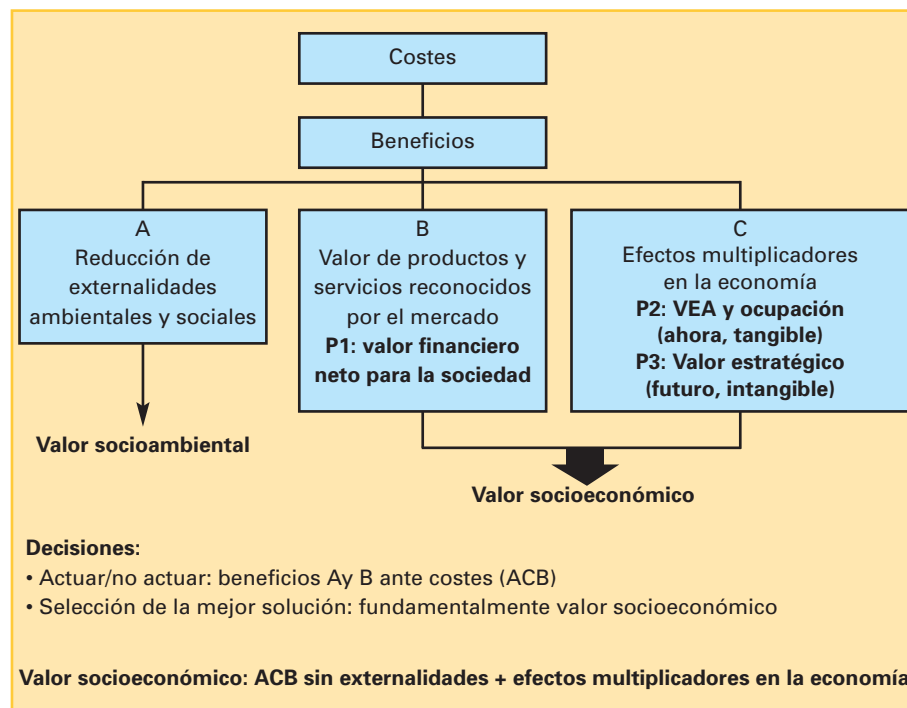 Costes
Beneficios
A
Reducción de
externalidades
ambientales y sociales
B
Valor de productos y
servicios reconocidos
por el mercado
P1: valor financiero
neto para la sociedad
C
Efectos multiplicadores
en la economía
P2: VEA y ocupación
(ahora, tangible)
P3: Valor estratégico
(futuro, intangible)
Valor socioambiental
Valor socioeconómico
Decisiones:
• Actuar/no actuar: beneficios Ay B ante costes (ACB)
• Selección de la mejor solución: fundamentalmente valor socioeconómico
Valor socioeconómico: ACB sin externalidades + efectos multiplicadores en la economía